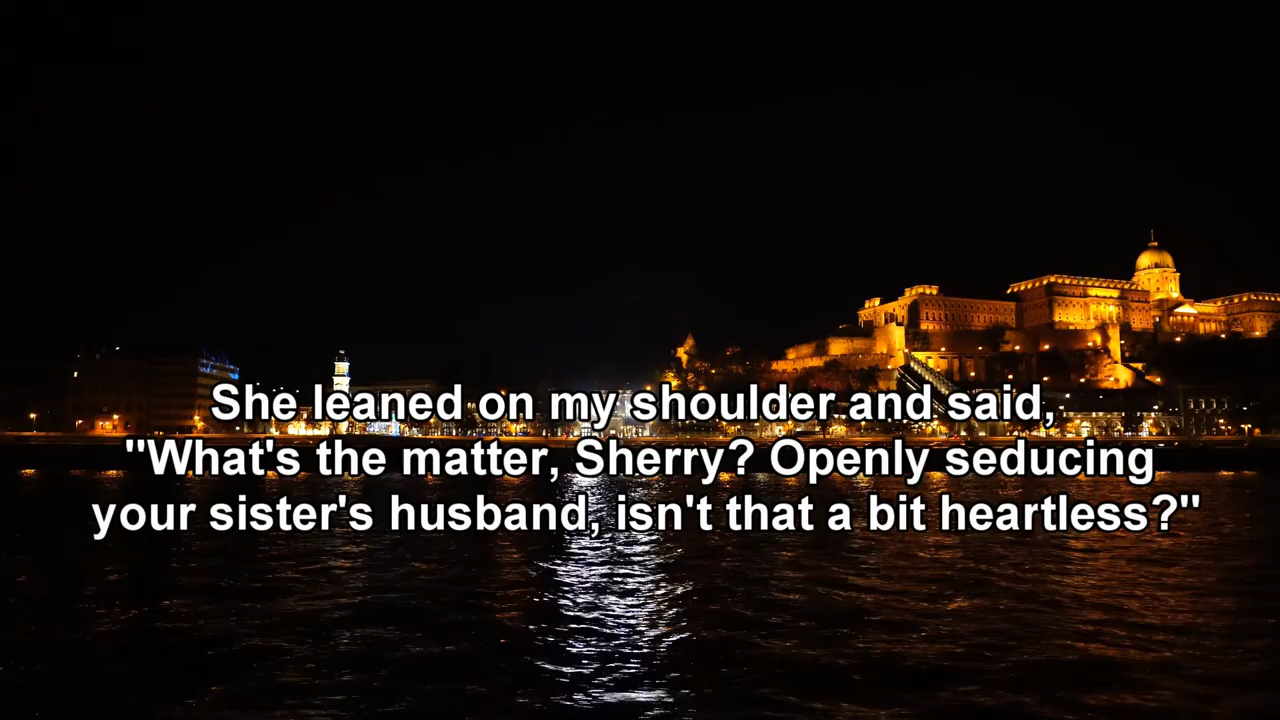 She leaned on my shoulder and said,
"What's the matter, Sherry? Openly seducing
your sister's husband, isn't that a bit heartless?"